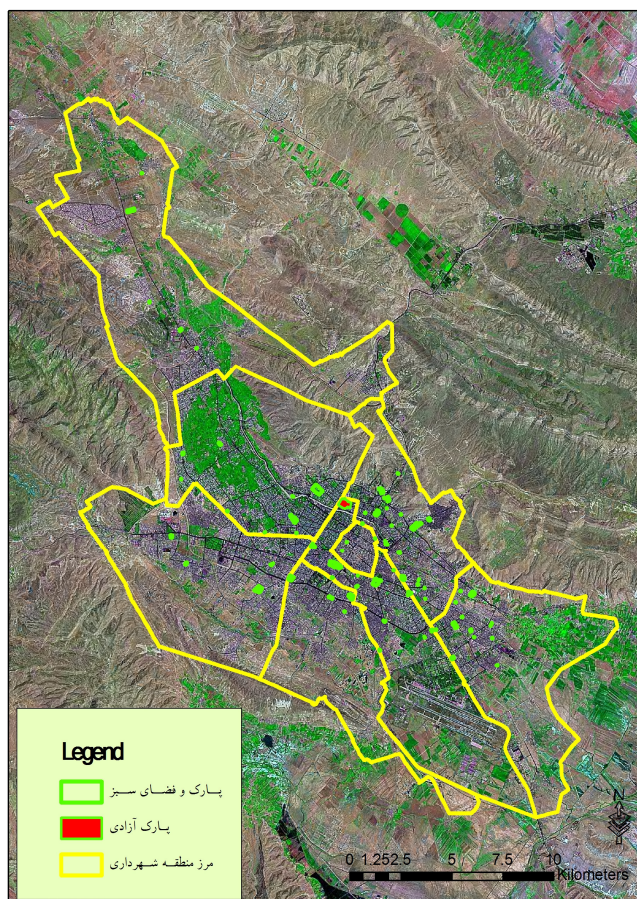 Legend
پارک و فضای سبز
پارک آزادی
مرز منطقه شهرداری
N
0 1.252.5 5 7.5 10
Kilometers